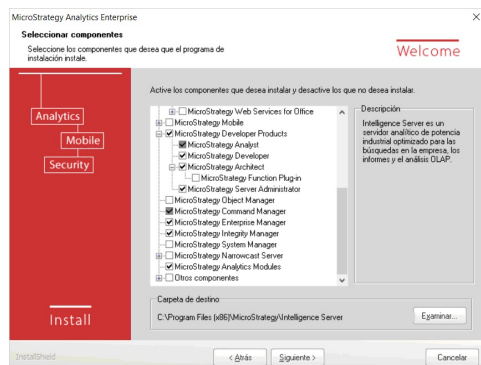 MicroStrategy Analytics Enterprise
Seleccionar componentes
Seleccione los componentes que desea que el programa de
instalación instale.
Welcome
Analytics
Mobile
Security
Install
Active los componentes que desea instalar y desactive los que no desea instalar.
MicroStrategy Web Services for Office
MicroStrategy Mobile
MicroStrategy Developer Products
MicroStrategy Analyst
MicroStrategy Developer
MicroStrategy Architect
MicroStrategy Function Plug-in
MicroStrategy Server Administrator
MicroStrategy Object Manager
MicroStrategy Command Manager
MicroStrategy Enterprise Manager
MicroStrategy Integrity Manager
MicroStrategy System Manager
MicroStrategy Narrowcast Server
MicroStrategy Analytics Modules
Otros componentes
Descripción
Intelligence Server es un
servidor analítico de potencia
industrial optimizado para las
búsquedas en la empresa, los
informes y el análisis OLAP.
Carpeta de destino
C:\Program Files (x86)\MicroStrategy\Intelligence Server
Examinar...
InstallShield
< Atrás
Siguiente >
Cancelar